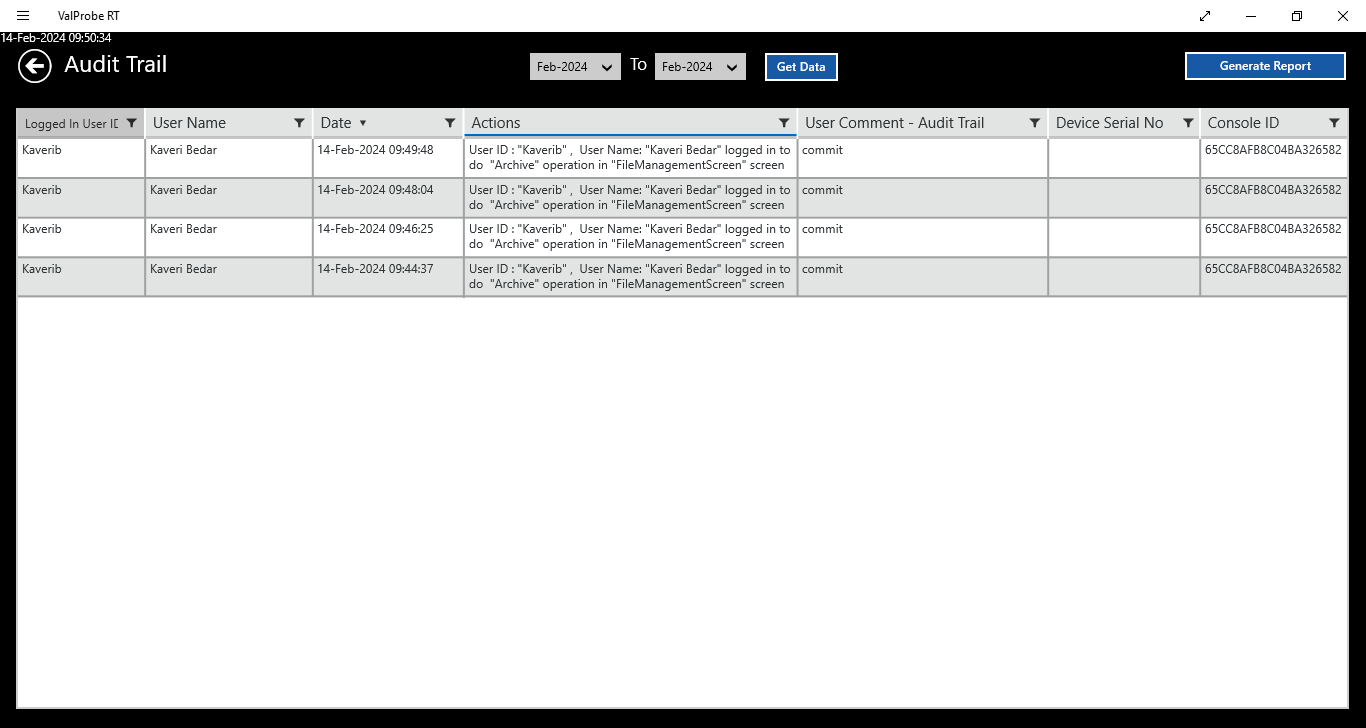 ValProbe RT
14-Feb-2024 09:50:34
Audit Trail
Feb-2024 To Feb-2024 Get Data Generate Report
Logged In User ID User Name Date Actions User Comment - Audit Trail Device Serial No Console ID
Kaverib Kaveri Bedar 14-Feb-2024 09:49:48 User ID : "Kaverib" , User Name: "Kaveri Bedar" logged in to commit 65CC8AFB8C04BA326582
do "Archive" operation in "FileManagementScreen" screen
Kaverib Kaveri Bedar 14-Feb-2024 09:48:04 User ID : "Kaverib" , User Name: "Kaveri Bedar" logged in to commit 65CC8AFB8C04BA326582
do "Archive" operation in "FileManagementScreen" screen
Kaverib Kaveri Bedar 14-Feb-2024 09:46:25 User ID : "Kaverib" , User Name: "Kaveri Bedar" logged in to commit 65CC8AFB8C04BA326582
do "Archive" operation in "FileManagementScreen" screen
Kaverib Kaveri Bedar 14-Feb-2024 09:44:37 User ID : "Kaverib" , User Name: "Kaveri Bedar" logged in to commit 65CC8AFB8C04BA326582
do "Archive" operation in "FileManagementScreen" screen